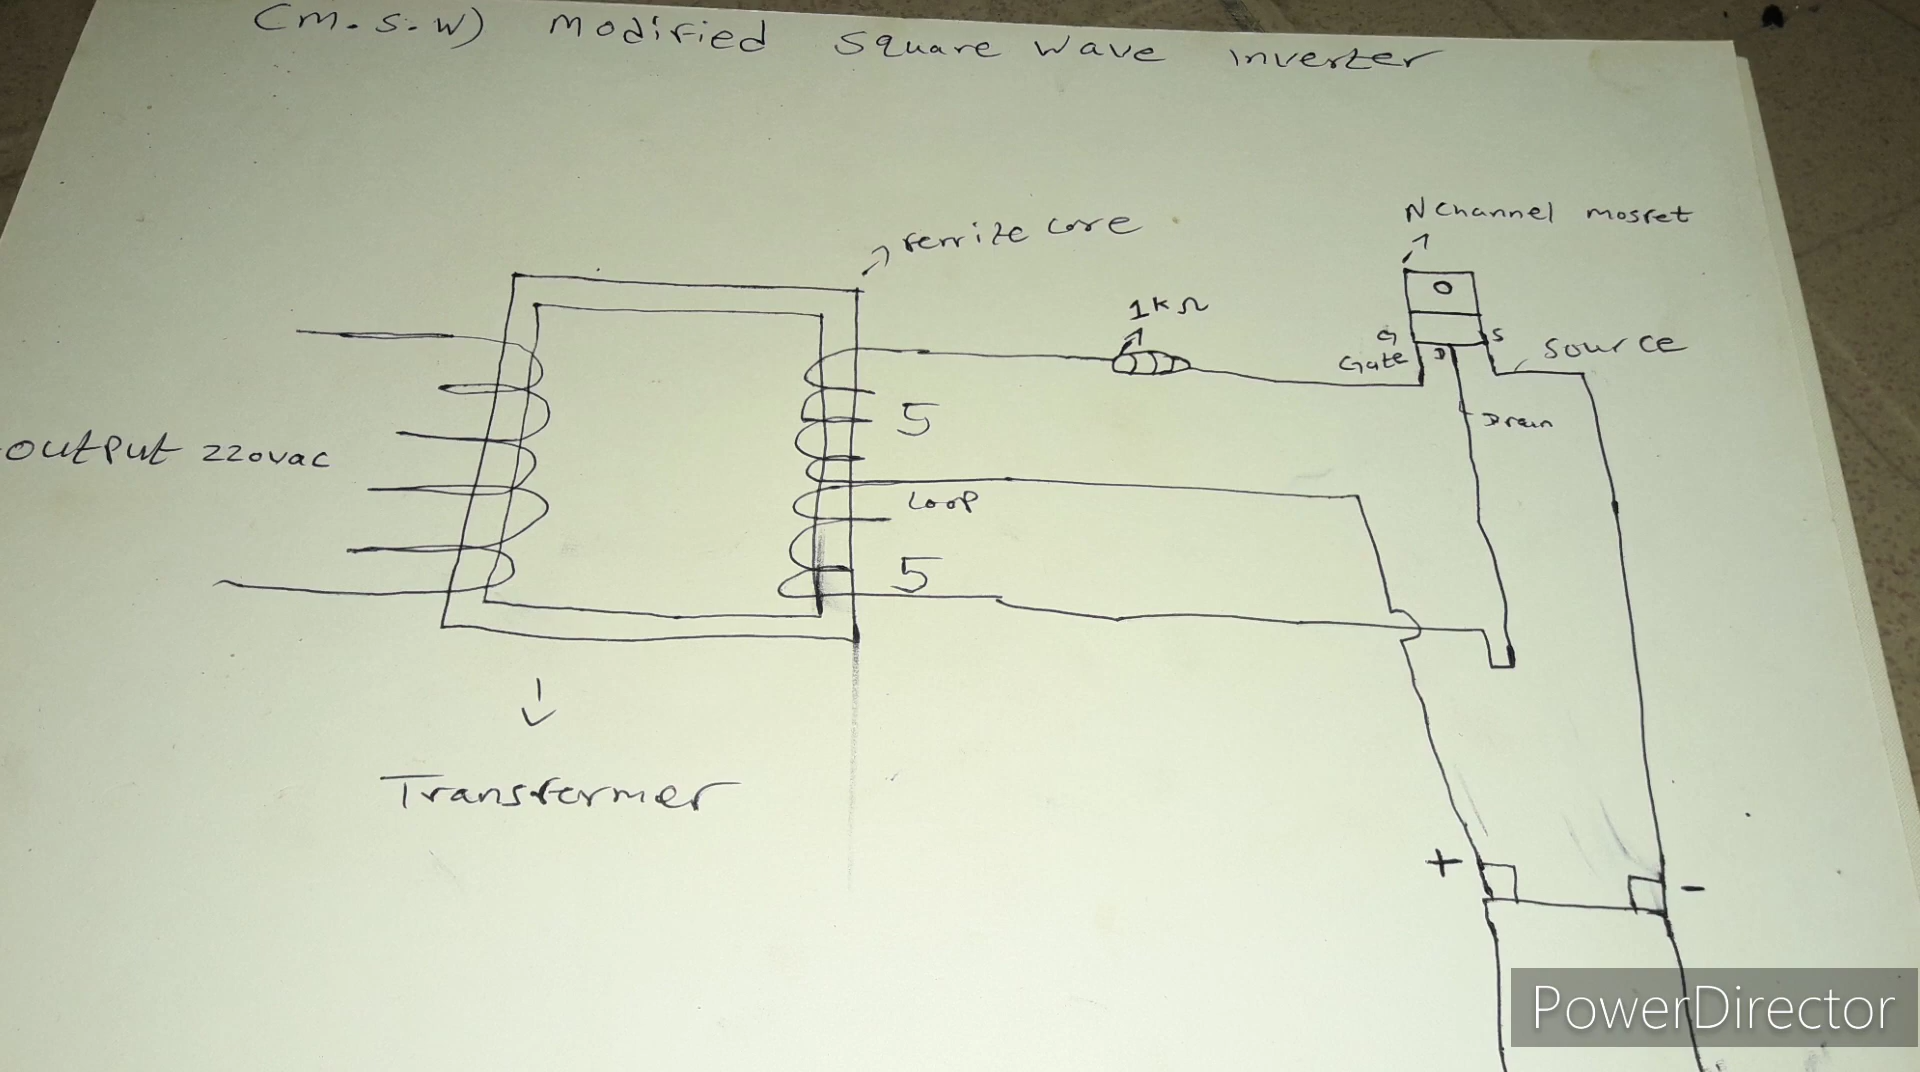 (m.s.w) modified square wave inverter
N channel mosfet
ferrite core
1KΩ
G
S
Gate
D
source
5
Drain
output 220vac
Loop
5
Transformer
+
-
PowerDirector